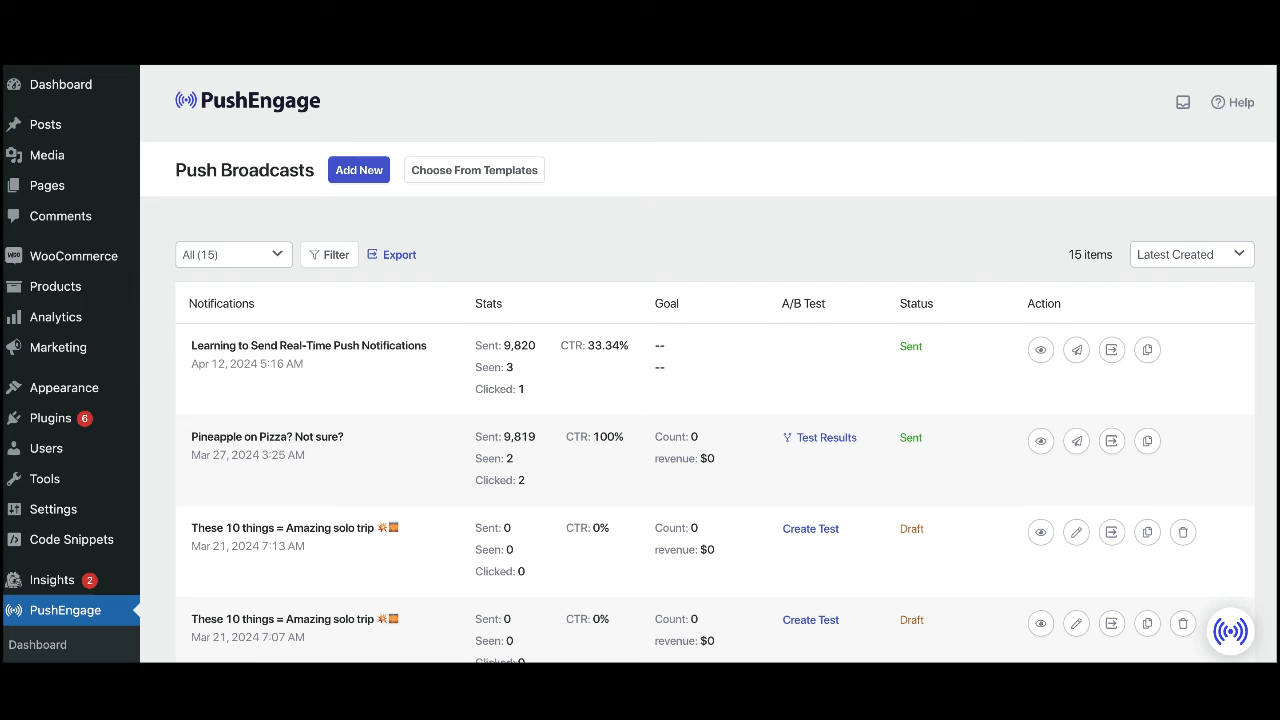 Dashboard
Posts
Media
Pages
Comments
WooCommerce
Products
Analytics
Marketing
Appearance
Plugins 6
Users
Tools
Settings
Code Snippets
Insights 2
PushEngage
Dashboard
PushEngage
Help
Push Broadcasts Add New Choose From Templates
All (15) Filter Export 15 items Latest Created
Notifications Stats Goal A/B Test Status Action
Learning to Send Real-Time Push Notifications Sent: 9,820 CTR: 33.34% -- Sent
Apr 12, 2024 5:16 AM Seen: 3 --
Clicked: 1
Pineapple on Pizza? Not sure? Sent: 9,819 CTR: 100% Count: 0 Test Results Sent
Mar 27, 2024 3:25 AM Seen: 2 revenue: $0
Clicked: 2
These 10 things = Amazing solo trip 💥🌉 Sent: 0 CTR: 0% Count: 0 Create Test Draft
Mar 21, 2024 7:13 AM Seen: 0 revenue: $0
Clicked: 0
These 10 things = Amazing solo trip 💥🌉 Sent: 0 CTR: 0% Count: 0 Create Test Draft
Mar 21, 2024 7:07 AM Seen: 0 revenue: $0
Clicked: 0